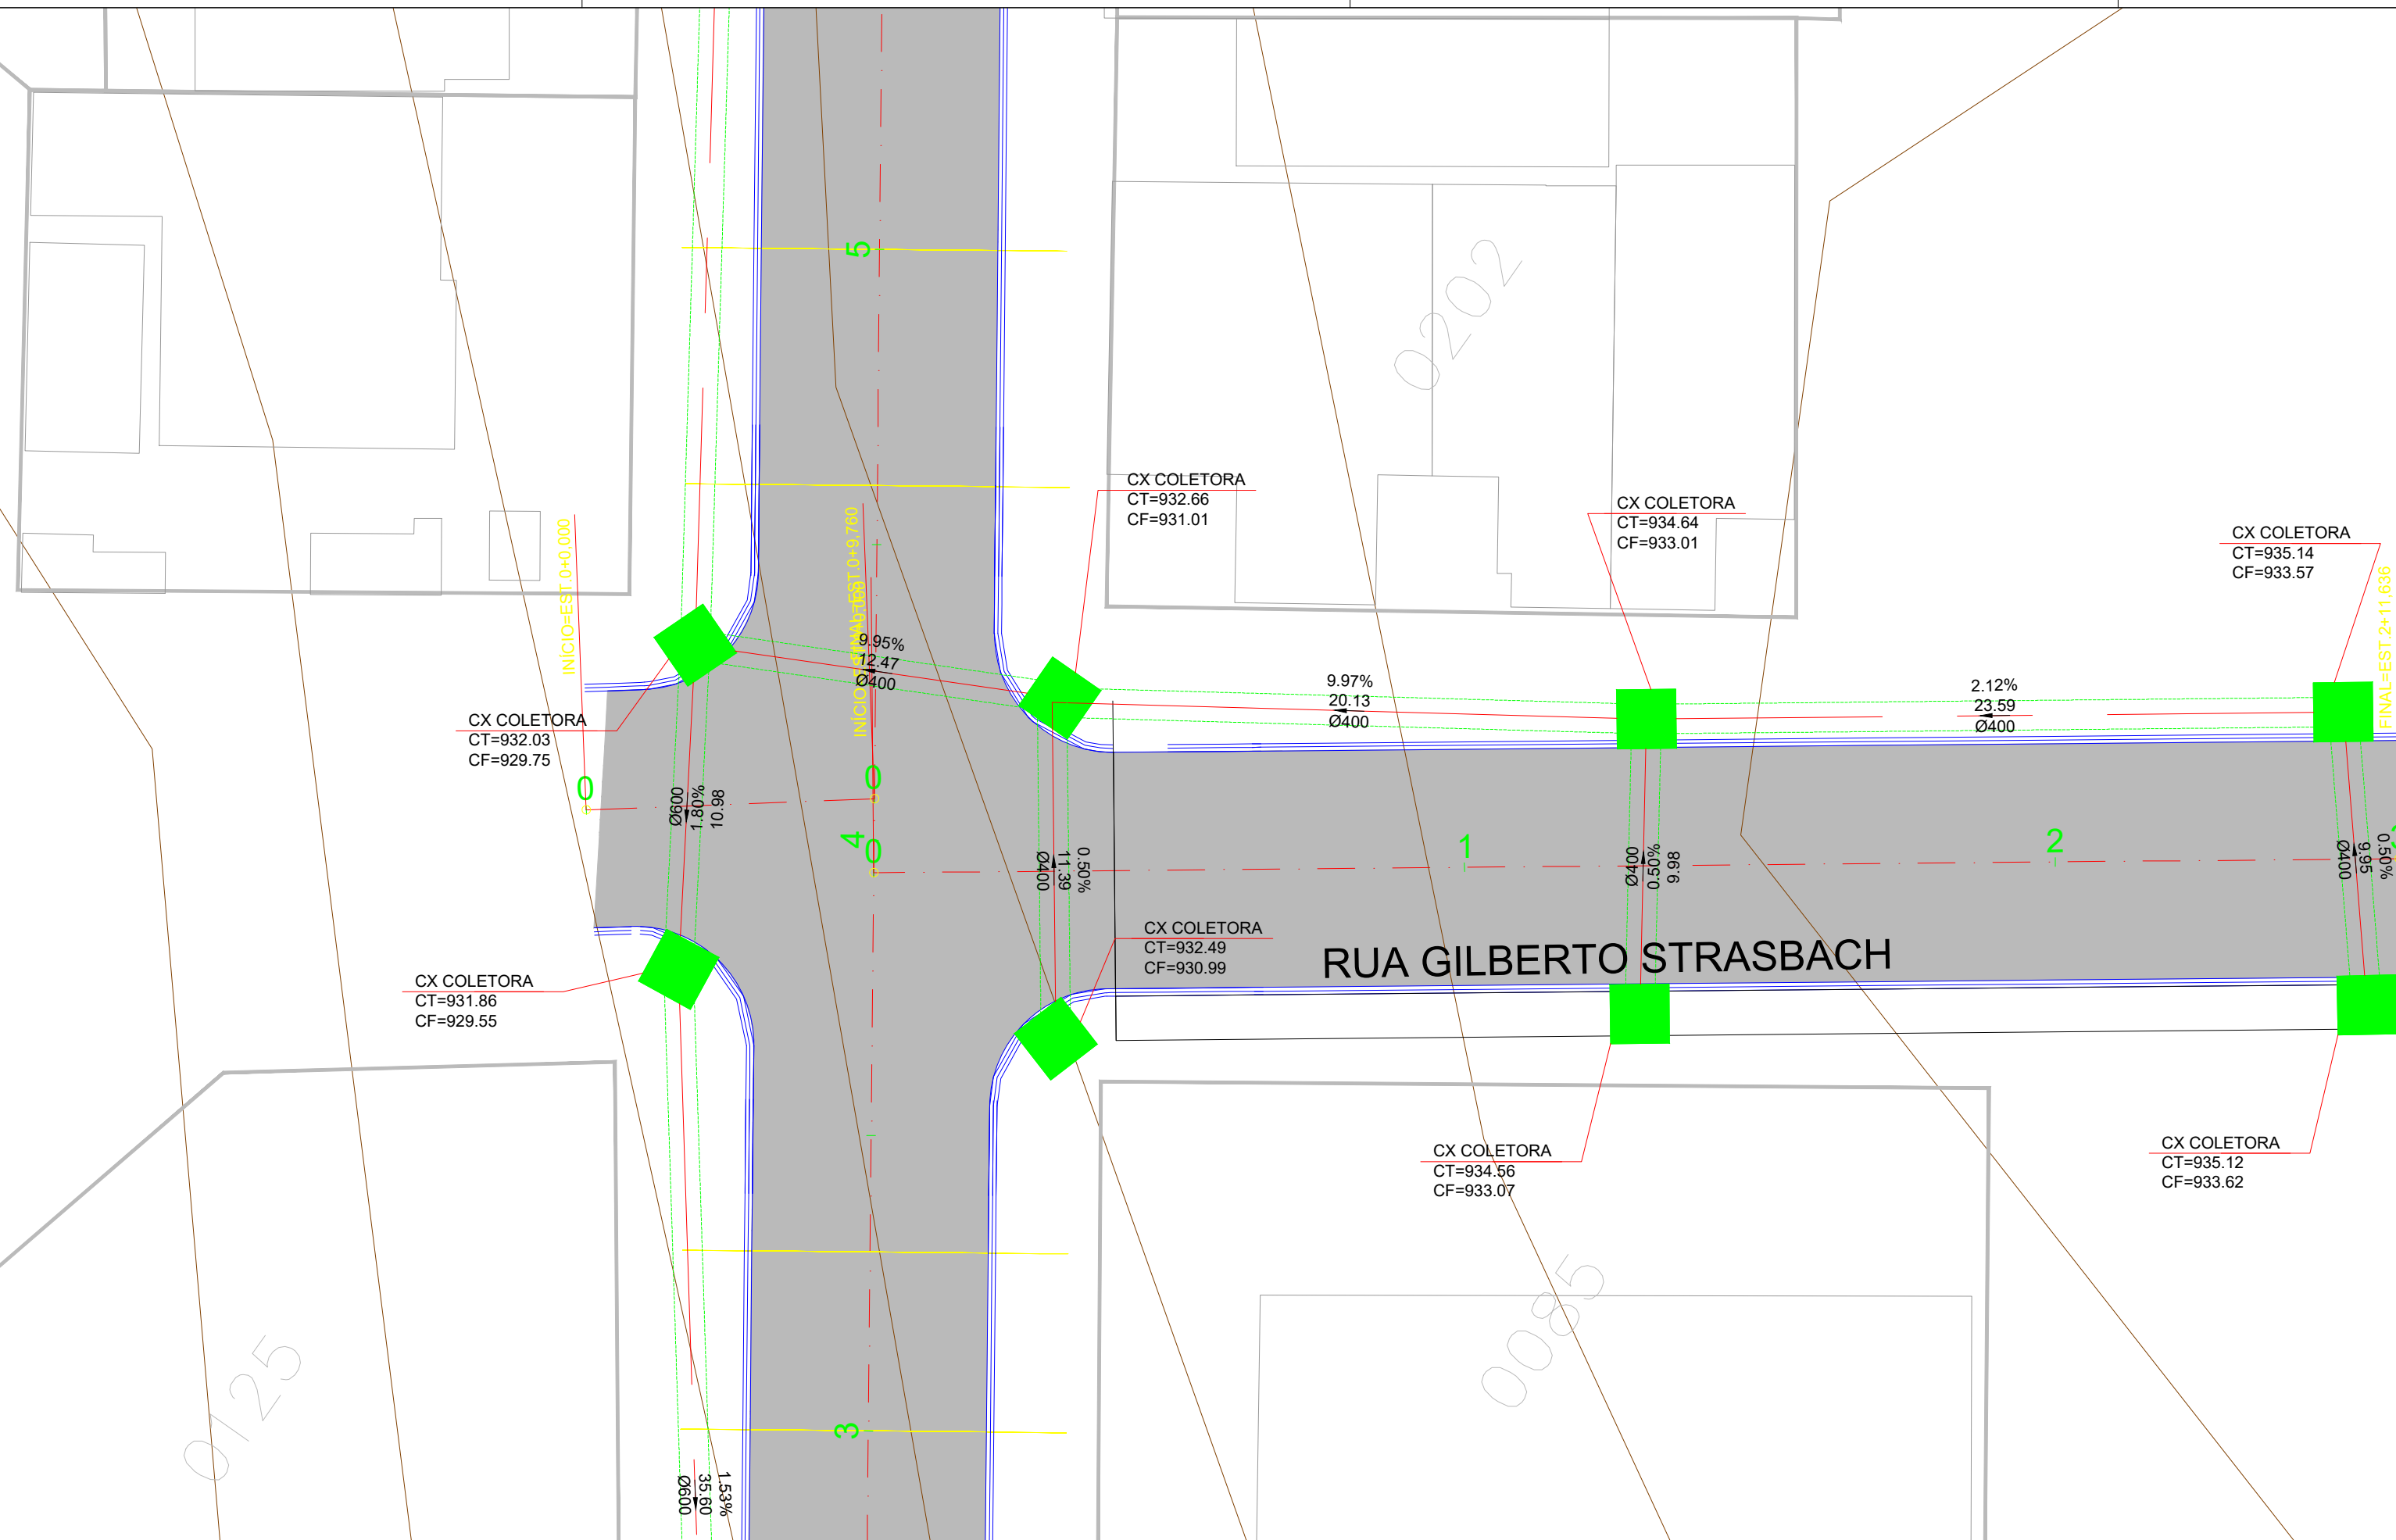 5
0202
CX COLETORA
CT=932.66
CF=931.01
CX COLETORA
CT=934.64
CF=933.01
CX COLETORA
CT=935.14
CF=933.57
INÍCIO=EST.0+0,000
FINAL=EST.0+9,760
FINAL=EST.2+11,636
9.95%
12.47
Ø400
9.97%
20.13
Ø400
2.12%
23.59
Ø400
CX COLETORA
CT=932.03
CF=929.75
0
0
4
0
1
2
Ø600
1.80%
10.98
0.50%
11.39
Ø400
Ø400
0.50%
9.98
0.50%
9.95
Ø400
CX COLETORA
CT=932.49
CF=930.99
RUA GILBERTO STRASBACH
CX COLETORA
CT=931.86
CF=929.55
CX COLETORA
CT=934.56
CF=933.07
CX COLETORA
CT=935.12
CF=933.62
0125
0085
3
1.53%
35.60
Ø600